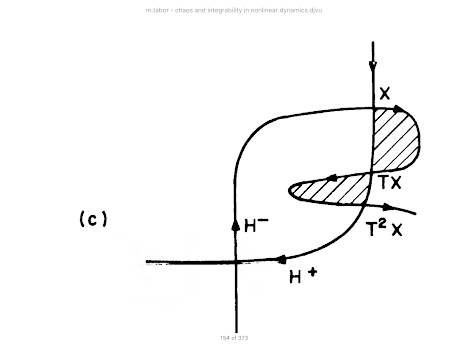 m.tabor - chaos and integrability in nonlinear dynamics.djvu
X
TX
(c)
H⁻
T² X
H⁺
154 of 373